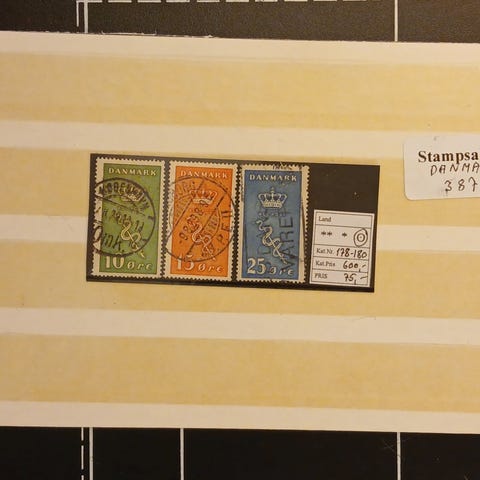 Stampsa
DANMA
387
DANMARK
10 Øre
DANMARK
15 Øre
DANMARK
25 Øre
Land
** * ⊙
Kat.Nr. 178-180
Kat.Pris 600,-
PRIS 75,-